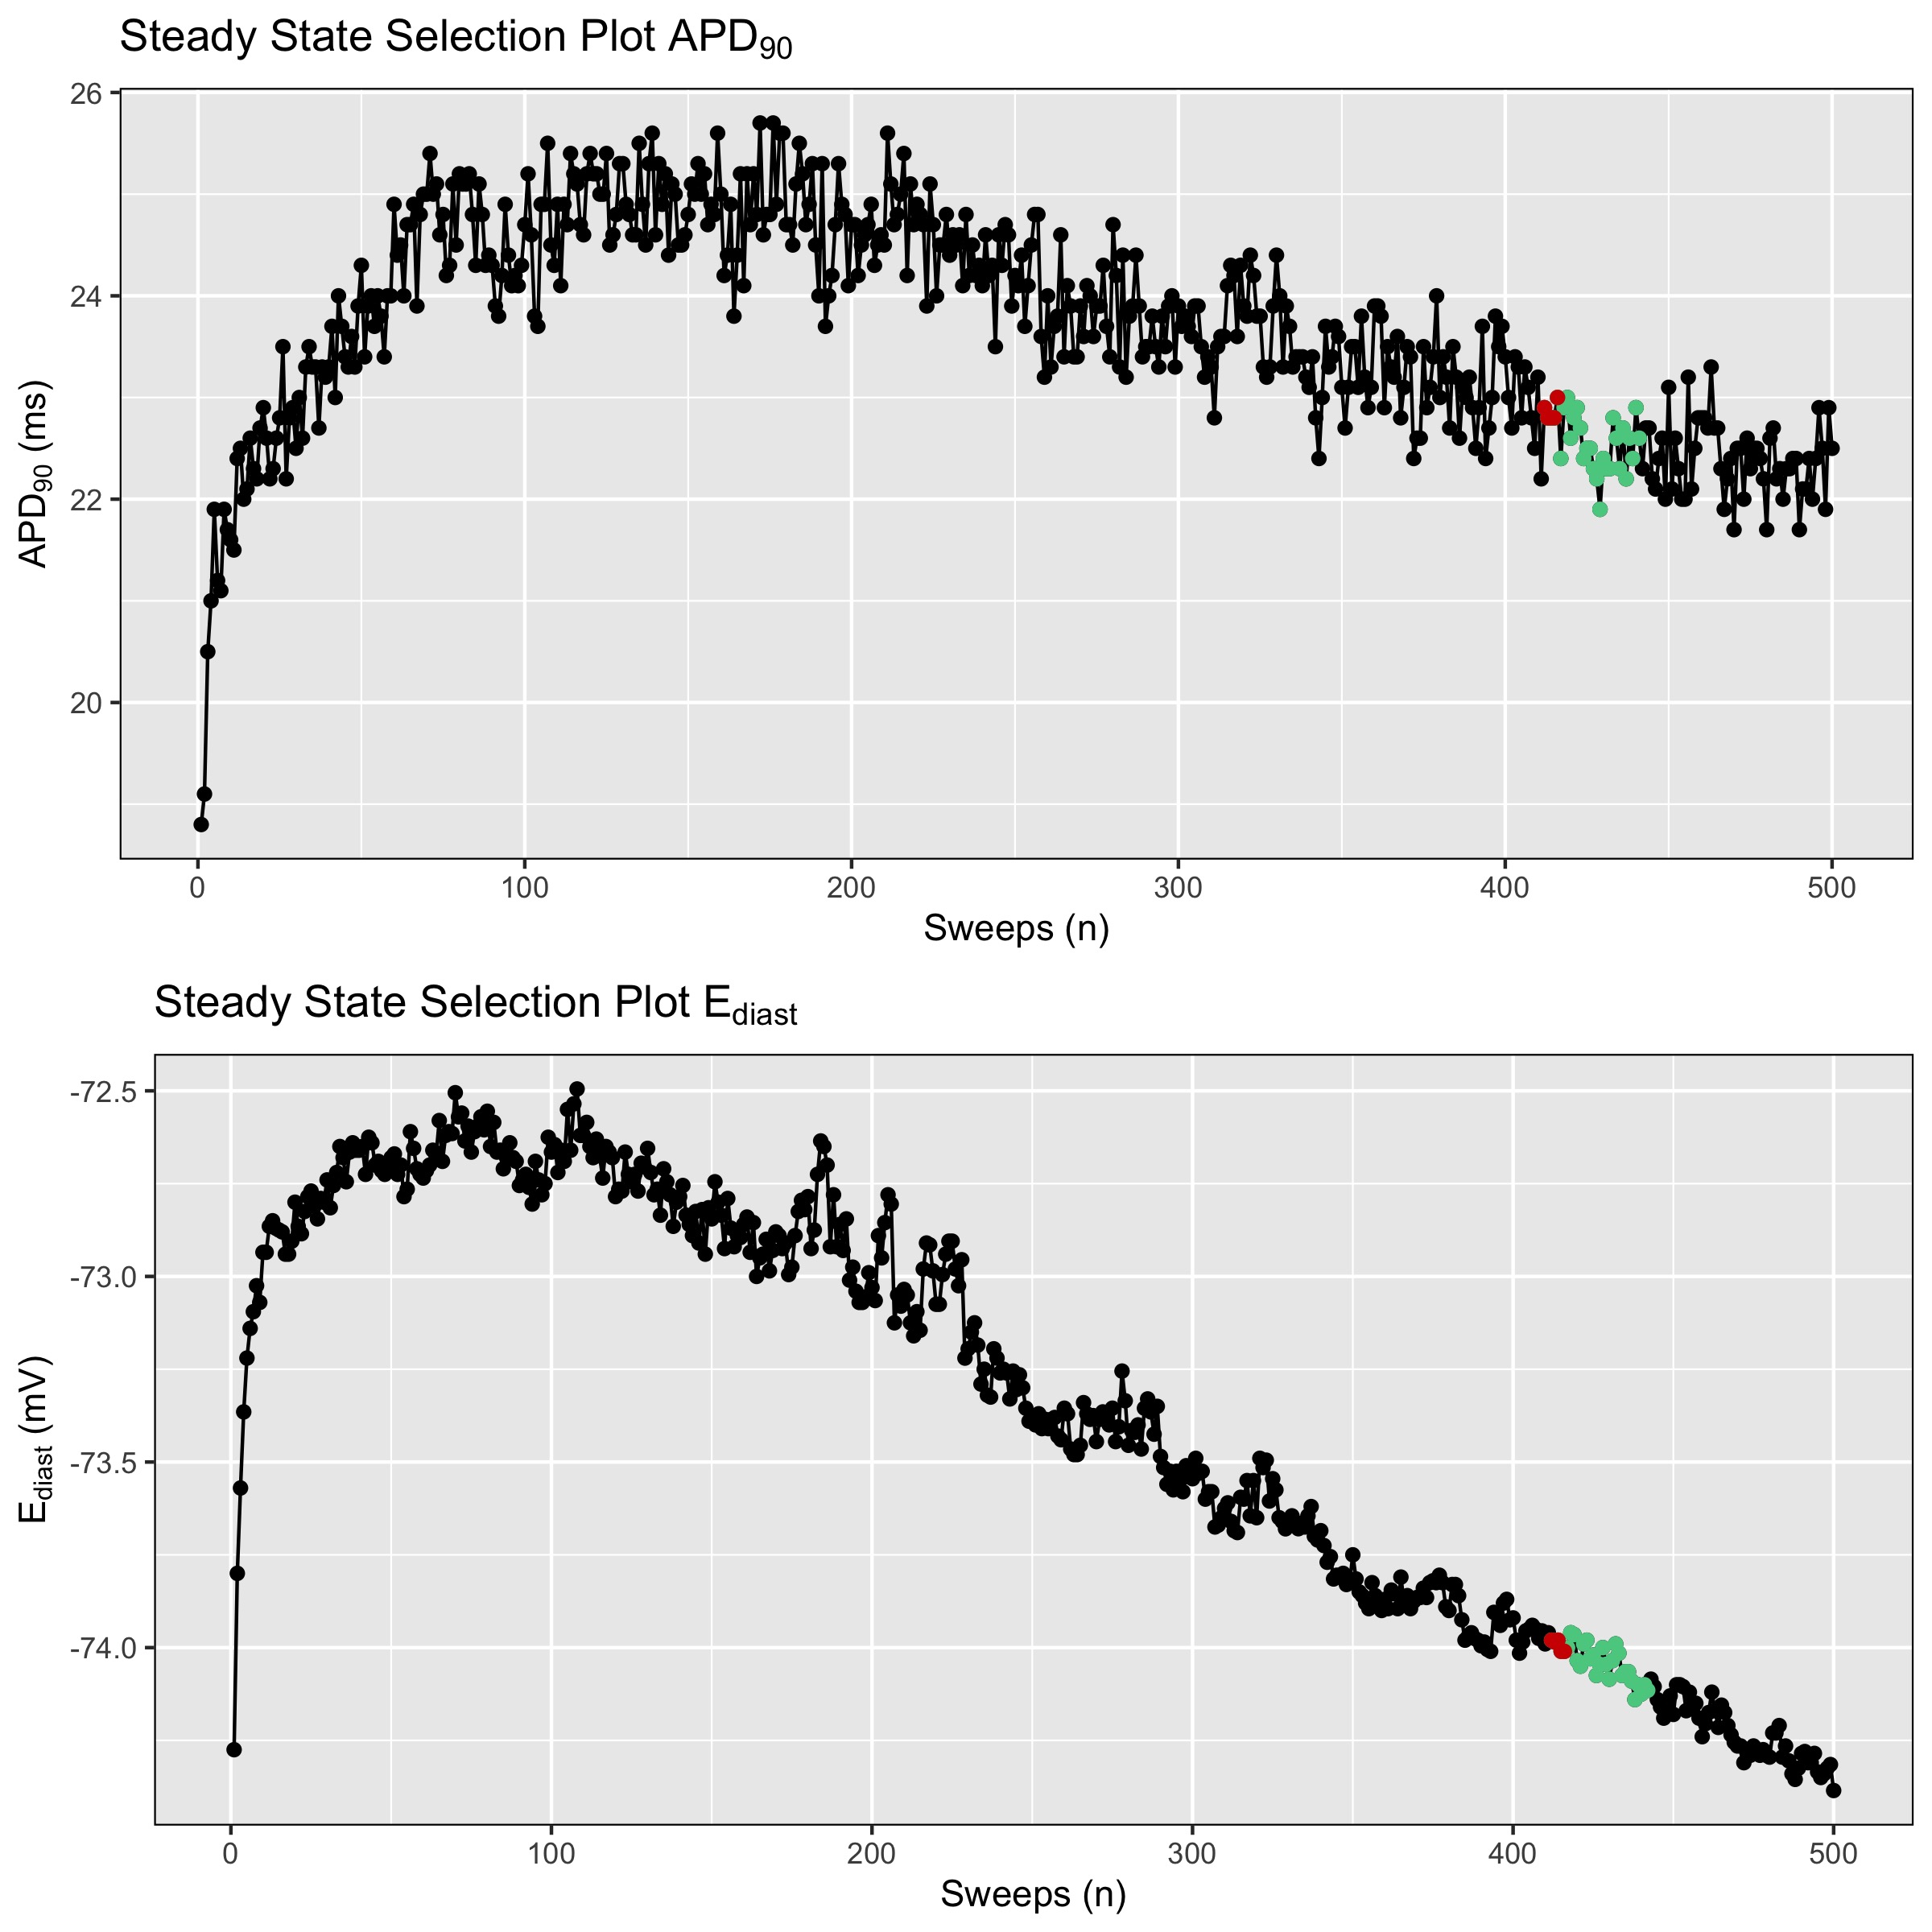 Steady State Selection Plot APD90
26
24
22
20
APD90 (ms)
0 100 200 300 400 500
Sweeps (n)
Steady State Selection Plot Ediast
-72.5
-73.0
-73.5
-74.0
Ediast (mV)
0 100 200 300 400 500
Sweeps (n)